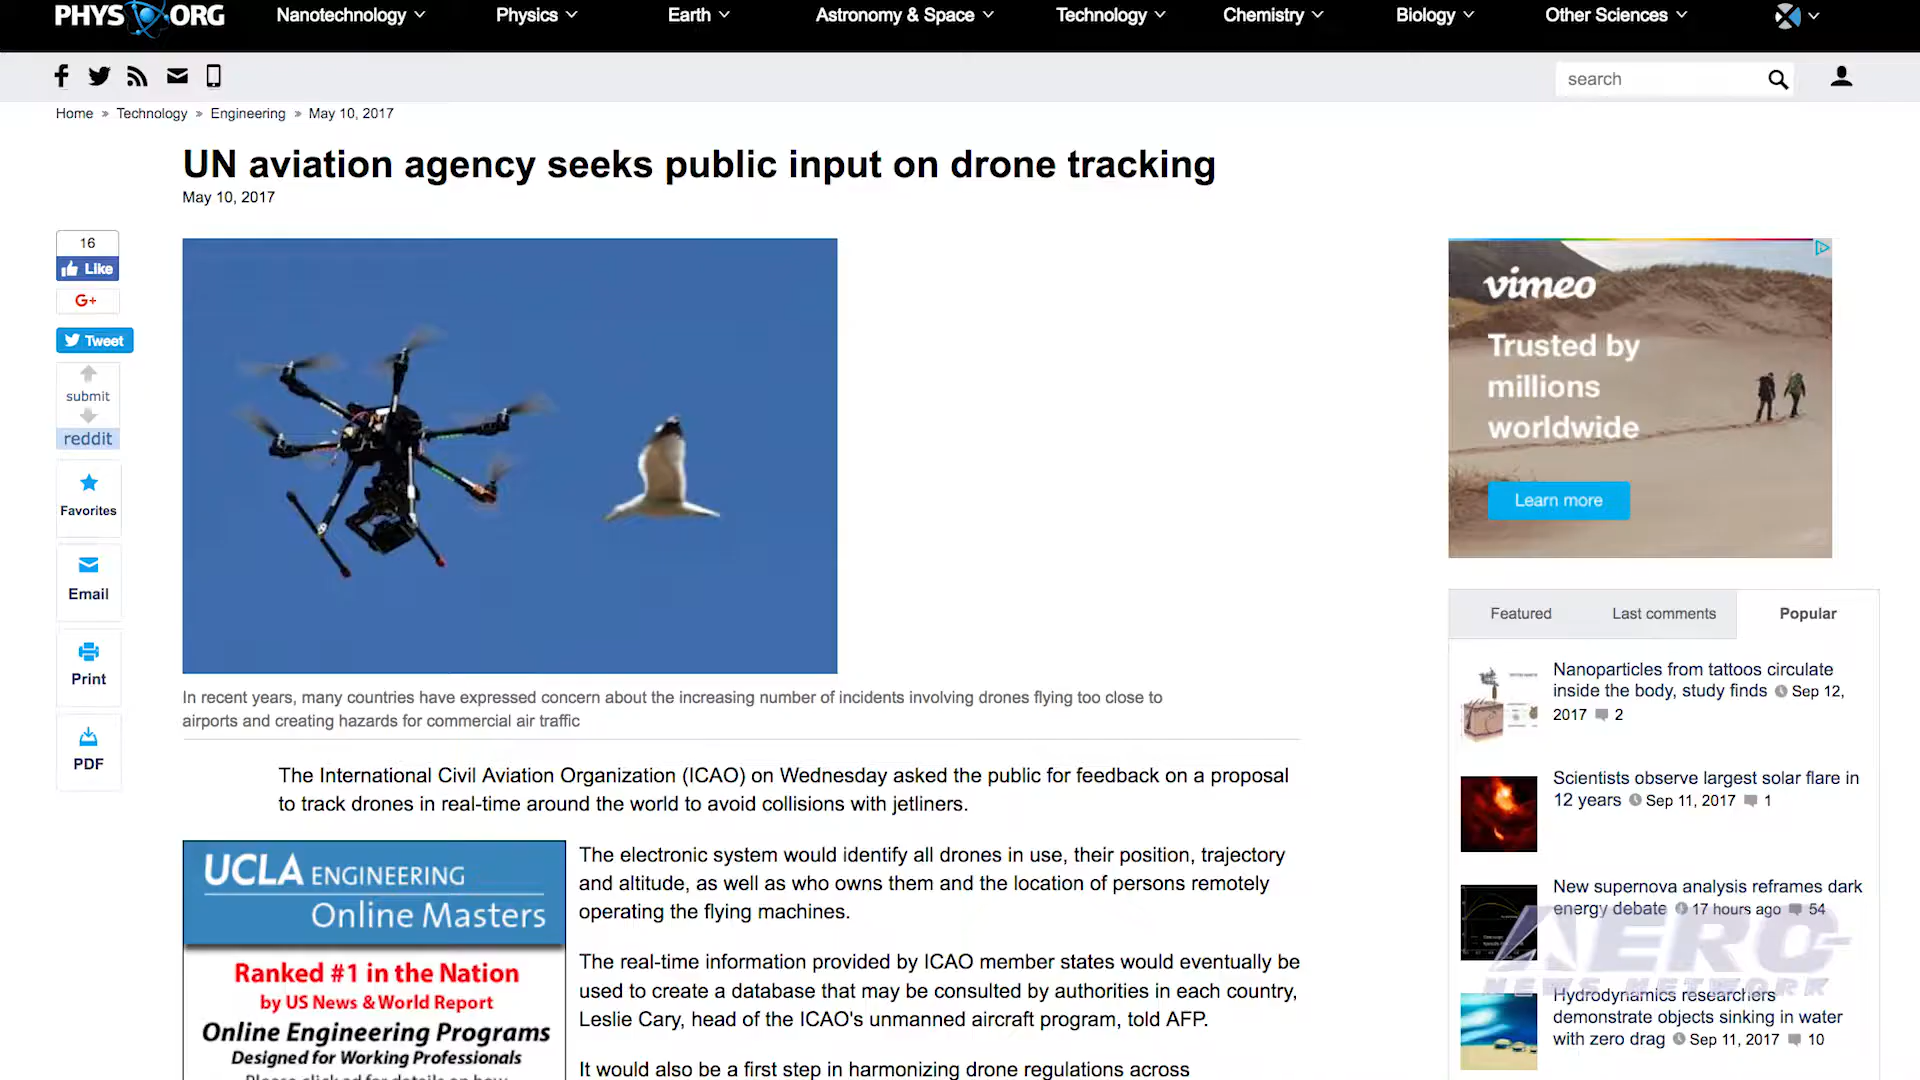 PHYS ORG
Nanotechnology
Physics
Earth
Astronomy & Space
Technology
Chemistry
Biology
Other Sciences
search
Home » Technology » Engineering » May 10, 2017
UN aviation agency seeks public input on drone tracking
May 10, 2017
16
Like
G+
Tweet
submit
reddit
Favorites
Email
Print
PDF
In recent years, many countries have expressed concern about the increasing number of incidents involving drones flying too close to
airports and creating hazards for commercial air traffic
The International Civil Aviation Organization (ICAO) on Wednesday asked the public for feedback on a proposal
to track drones in real-time around the world to avoid collisions with jetliners.
UCLA ENGINEERING
Online Masters
Ranked #1 in the Nation
by US News & World Report
Online Engineering Programs
Designed for Working Professionals
The electronic system would identify all drones in use, their position, trajectory
and altitude, as well as who owns them and the location of persons remotely
operating the flying machines.
The real-time information provided by ICAO member states would eventually be
used to create a database that may be consulted by authorities in each country,
Leslie Cary, head of the ICAO's unmanned aircraft program, told AFP.
It would also be a first step in harmonizing drone regulations across
vimeo
Trusted by
millions
worldwide
Learn more
Featured
Last comments
Popular
Nanoparticles from tattoos circulate
inside the body, study finds Sep 12,
2017 2
Scientists observe largest solar flare in
12 years Sep 11, 2017 1
New supernova analysis reframes dark
energy debate 17 hours ago 54
Hydrodynamics researchers
demonstrate objects sinking in water
with zero drag Sep 11, 2017 10
AERO-
NEWS NETWORK